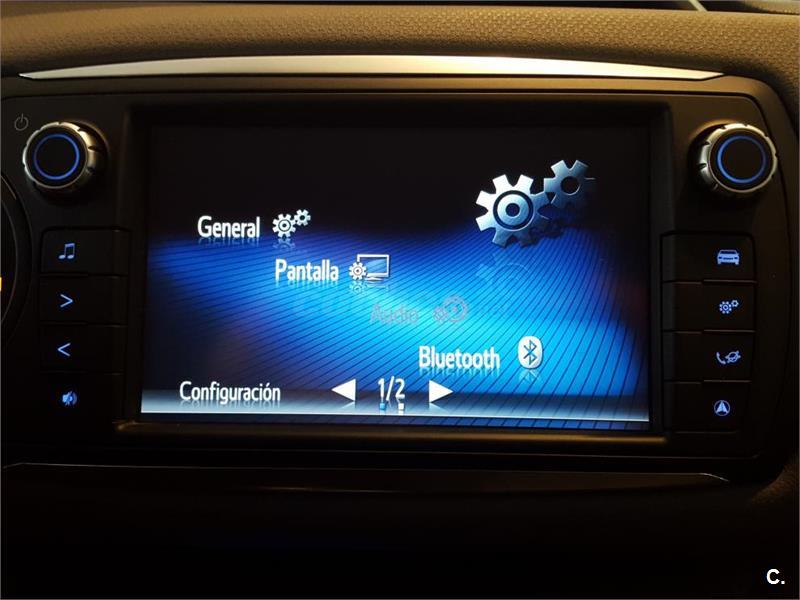 General
Pantalla
Audio
Bluetooth
Configuración
1/2
C.